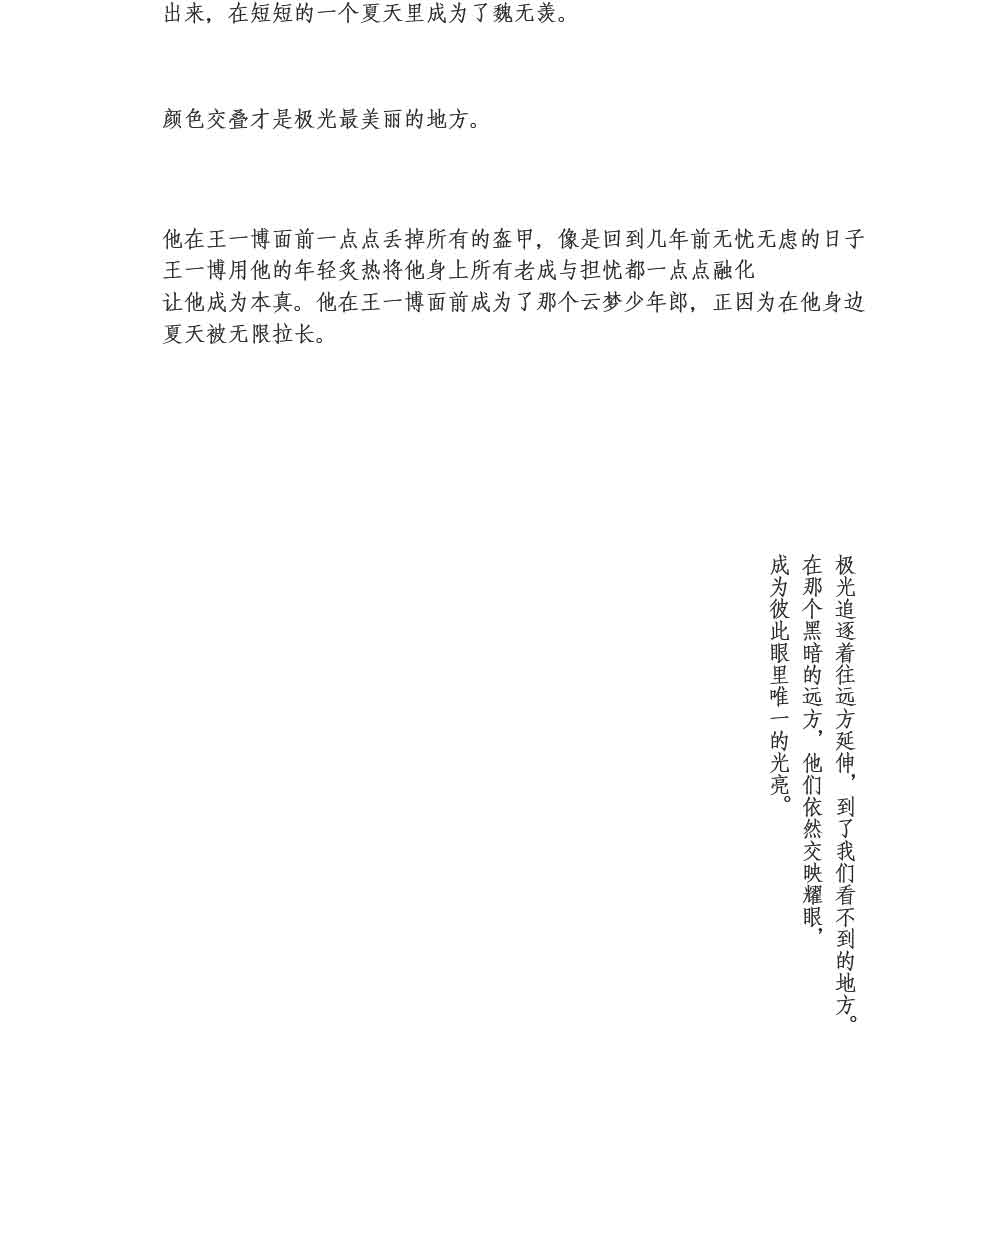 出来，在短短的一个夏天里成为了魏无羡。
颜色交叠才是极光最美丽的地方。
他在王一博面前一点点丢掉所有的盔甲，像是回到几年前无忧无虑的日子
王一博用他的年轻炙热将他身上所有老成与担忧都一点点融化
让他成为本真。他在王一博面前成为了那个云梦少年郎，正因为在他身边
夏天被无限拉长。
极光追逐着往远方延伸，到了我们看不到的地方。
在那个黑暗的远方，他们依然交映耀眼，
成为彼此眼里唯一的光亮。